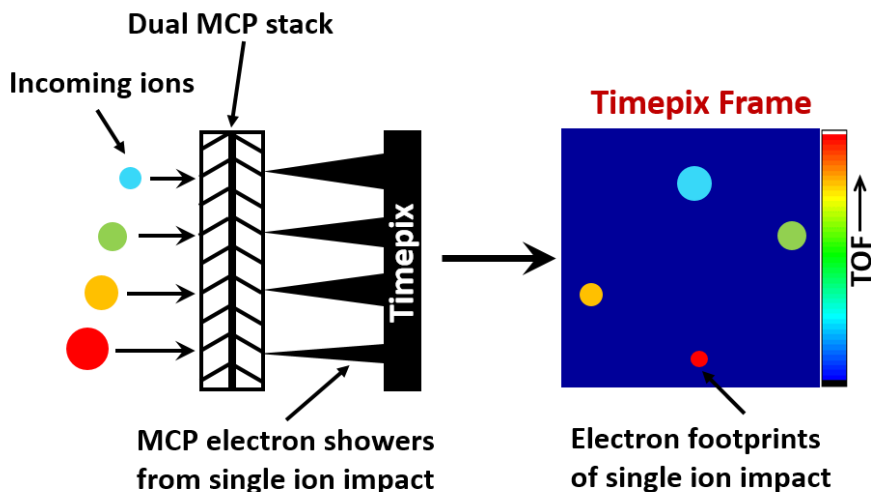 Dual MCP stack
Incoming ions
Timepix Frame
Timepix
TOF
MCP electron showers
from single ion impact
Electron footprints
of single ion impact